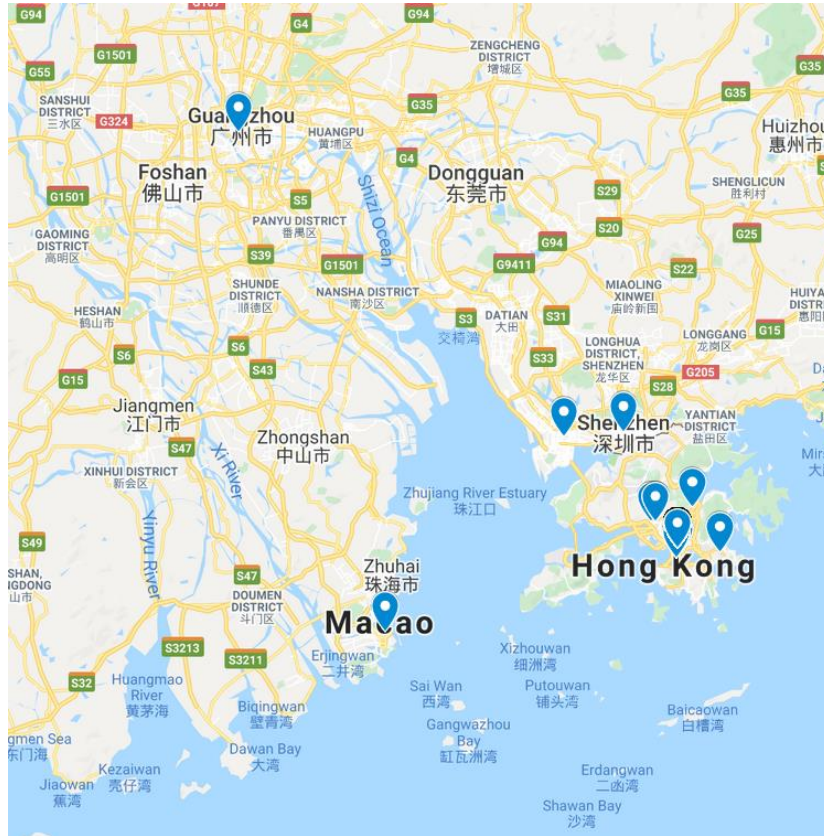 G94
G107
G4
G1501
ZENGCHENG
DISTRICT
增城区
G55
G35
G35
SANSHUI
DISTRICT
三水区
G324
G35
Guangzhou
广州市
HUANGPU
黄埔区
Huizhou
惠州市
G4
Foshan
佛山市
Dongguan
东莞市
SHENGLICUN
胜利村
G1501
S5
Shizi Ocean
S29
GAOMING
DISTRICT
高明区
PANYU DISTRICT
番禺区
S20
G94
G25
S39
G1501
G9411
S22
SHUNDE
DISTRICT
顺德区
NANSHA DISTRICT
南沙区
MIAOLING
XINWEI
庙岭新围
HESHAN
鹤山市
S3
交椅湾
DATIAN
大田
S31
G15
S6
S6
S43
S33
LONGHUA
DISTRICT,
SHENZHEN
龙华区
LONGGANG
龙岗区
G15
G205
S28
Jiangmen
江门市
Zhongshan
中山市
Shenzhen
深圳市
YANTIAN
DISTRICT
盐田区
S47
XINHUI DISTRICT
新会区
Xi River
Zhujiang River Estuary
珠江口
Yinyu River
S49
Zhuhai
珠海市
Hong Kong
S47
DOUMEN
DISTRICT
斗门区
Macao
S3213
S3211
Erjingwan
二井湾
Xizhouwan
细洲湾
S32
Huangmao
River
黄茅海
Sai Wan
西湾
Putouwan
铺头湾
Biqingwan
壁青湾
Baicaowan
白槽湾
Gangwazhou
Bay
缸瓦洲湾
Dawan Bay
大湾
Kezaiwan
壳仔湾
Jiaowan
蕉湾
Erdangwan
二函湾
Shawan Bay
沙湾